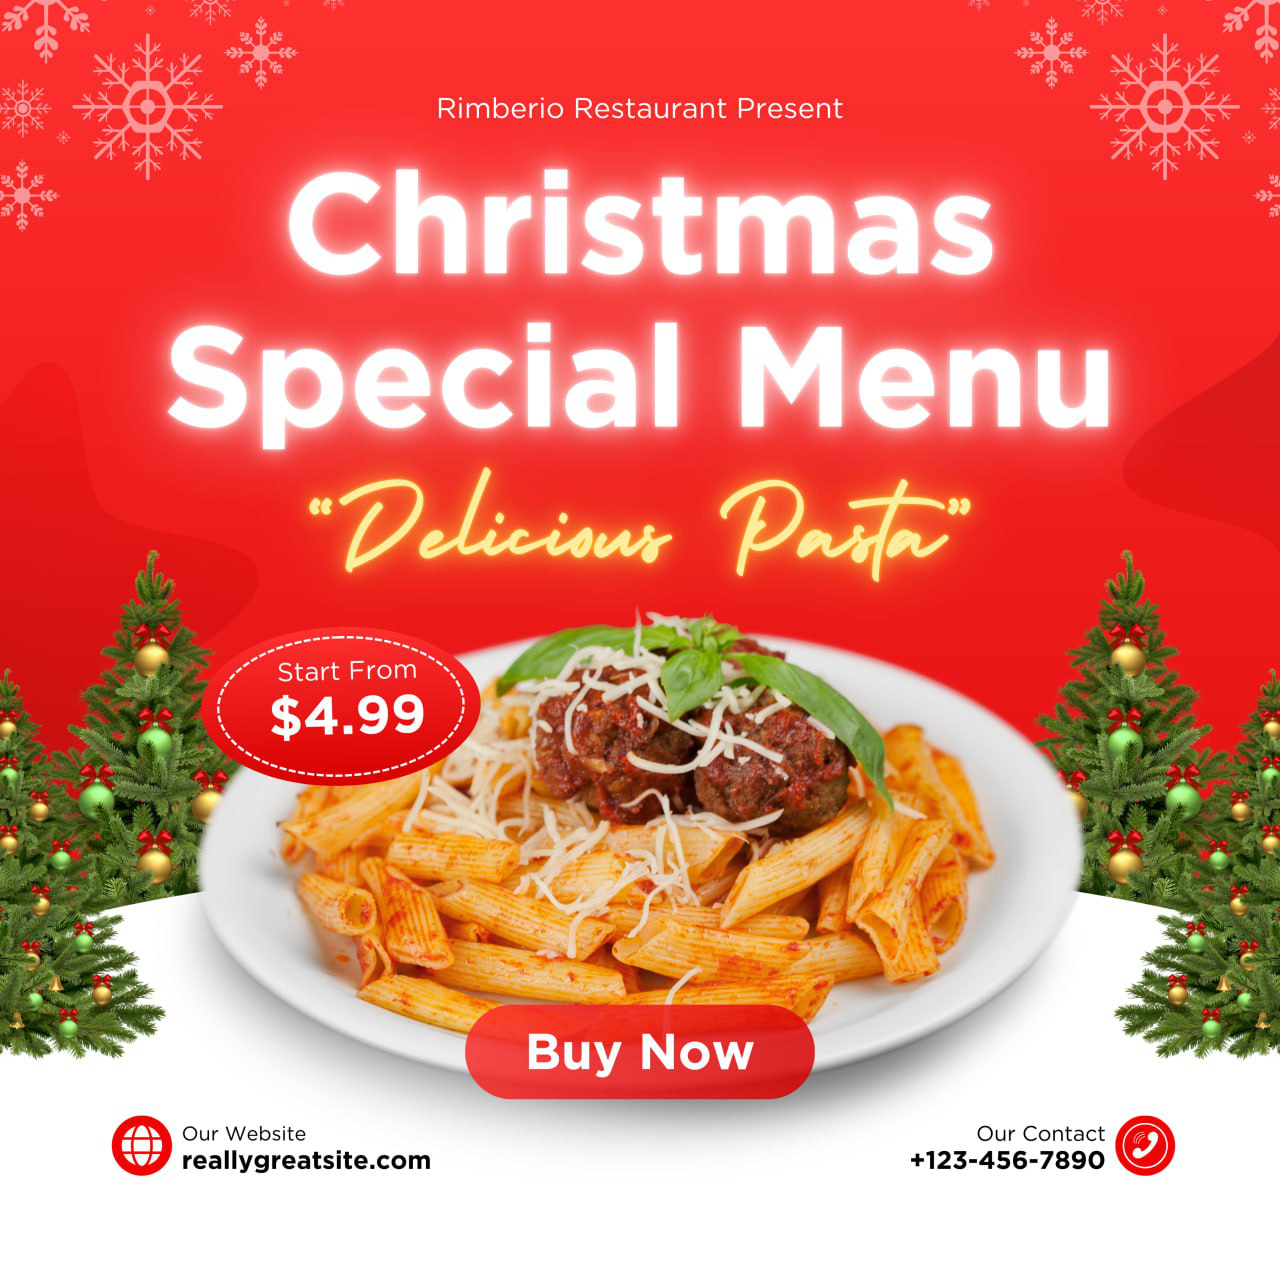 Rimberio Restaurant Present
Christmas
Special Menu
“Delicious Pasta”
Start From
$4.99
Buy Now
Our Website
reallygreatsite.com
Our Contact
+123-456-7890